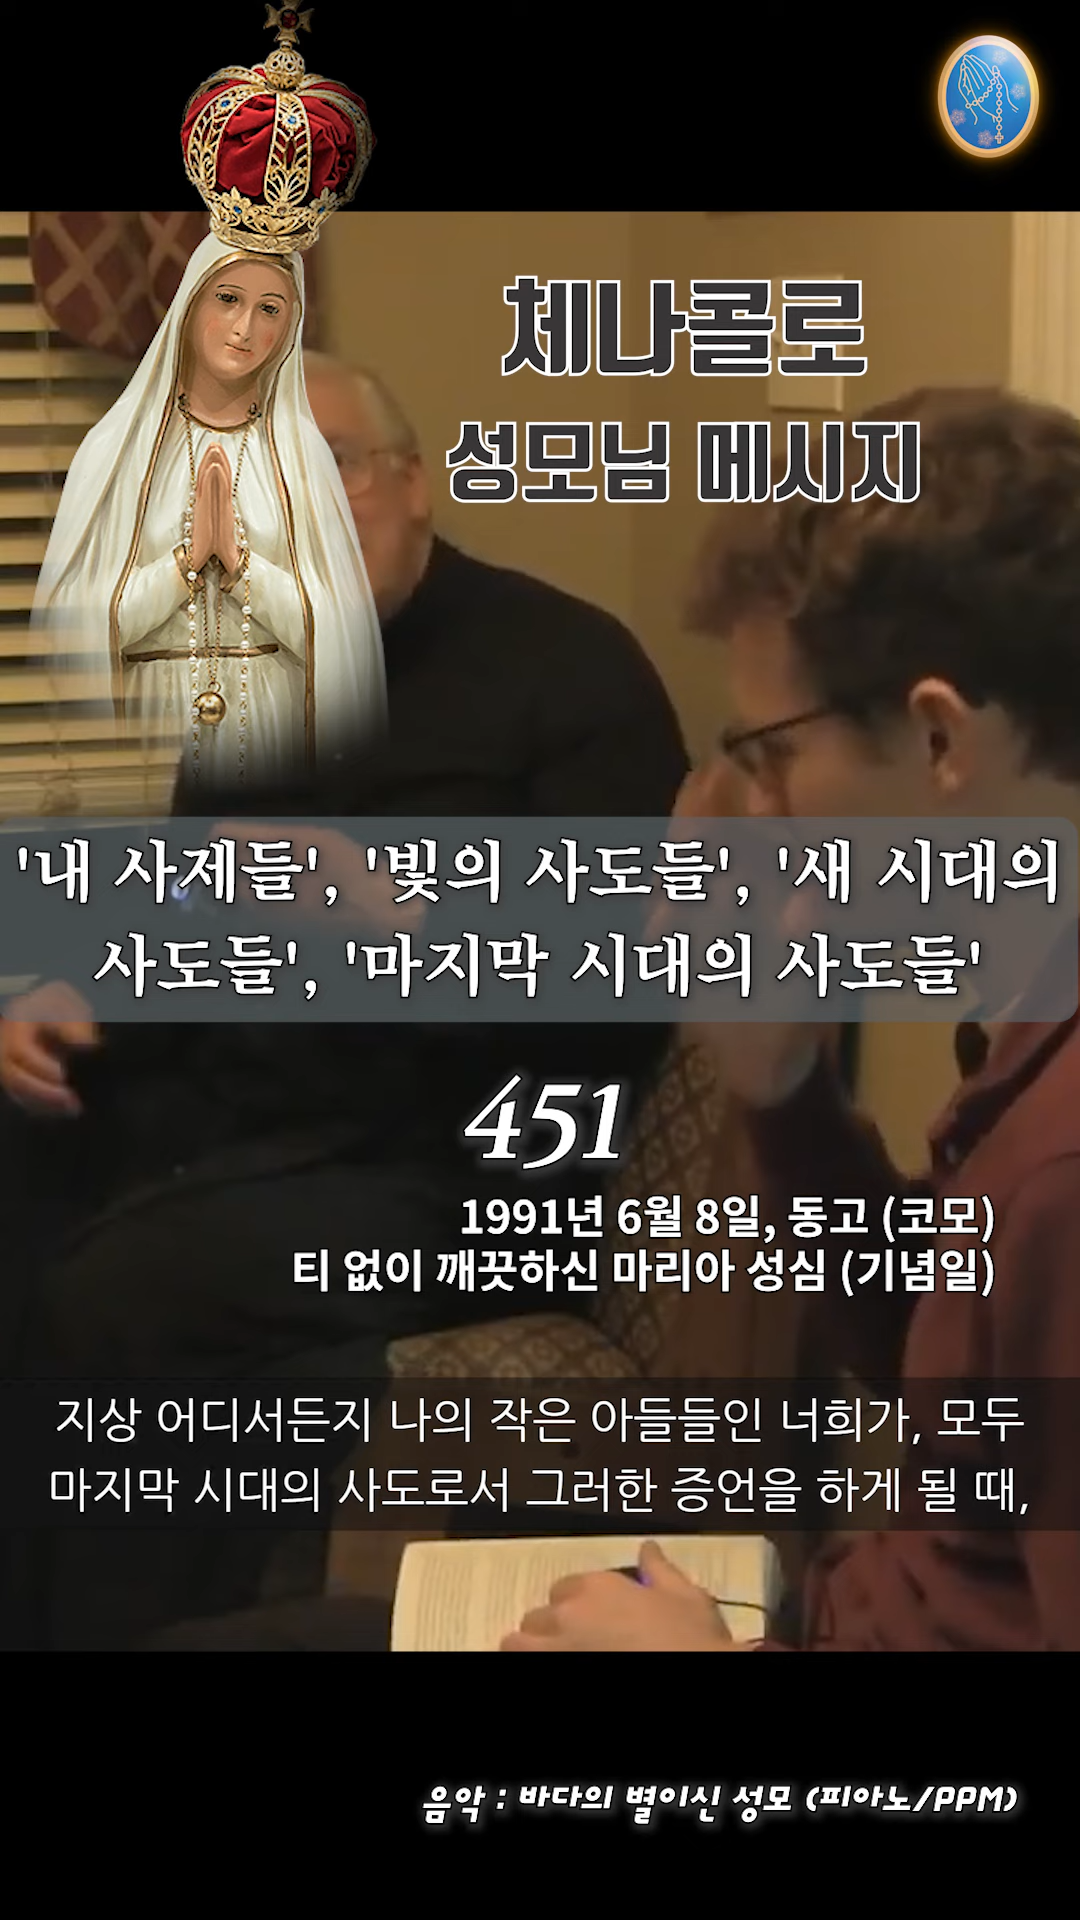 체나콜로
성모님 메시지
'내 사제들', '빛의 사도들', '새 시대의
사도들', '마지막 시대의 사도들'
451
1991년 6월 8일, 동고 (코모)
티 없이 깨끗하신 마리아 성심 (기념일)
지상 어디서든지 나의 작은 아들들인 너희가, 모두
마지막 시대의 사도로서 그러한 증언을 하게 될 때,
음악 : 바다의 별이신 성모 (피아노/PPM)